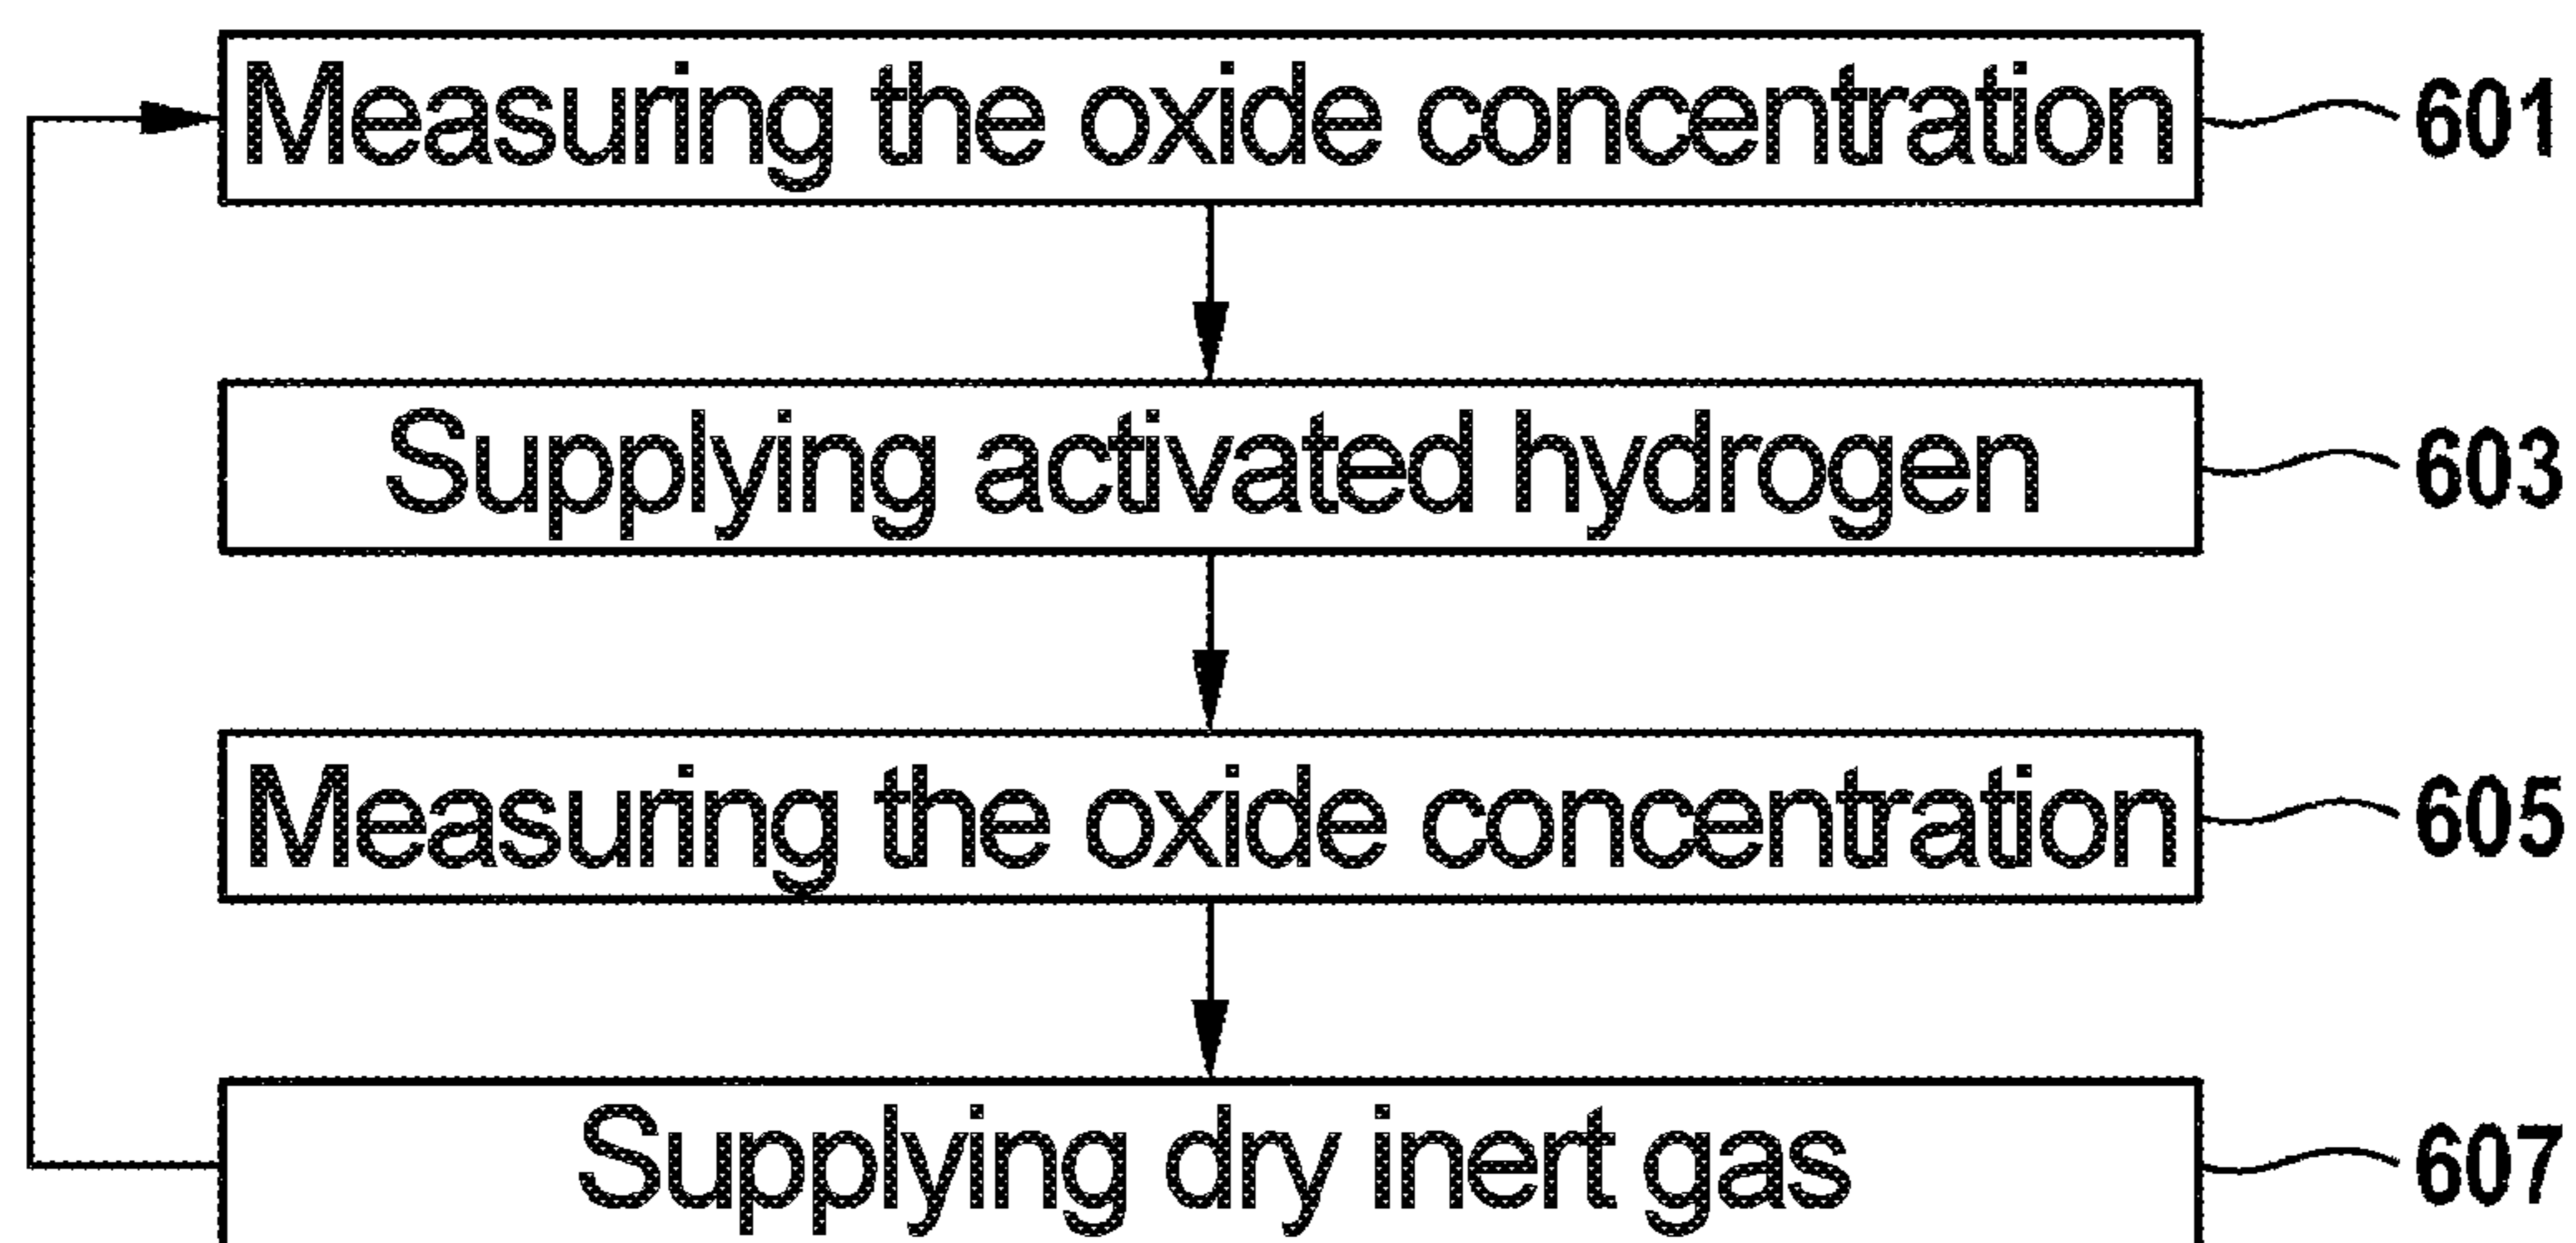 Measuring the oxide concentration 601
Supplying activated hydrogen 603
Measuring the oxide concentration 605
Supplying dry inert gas 607